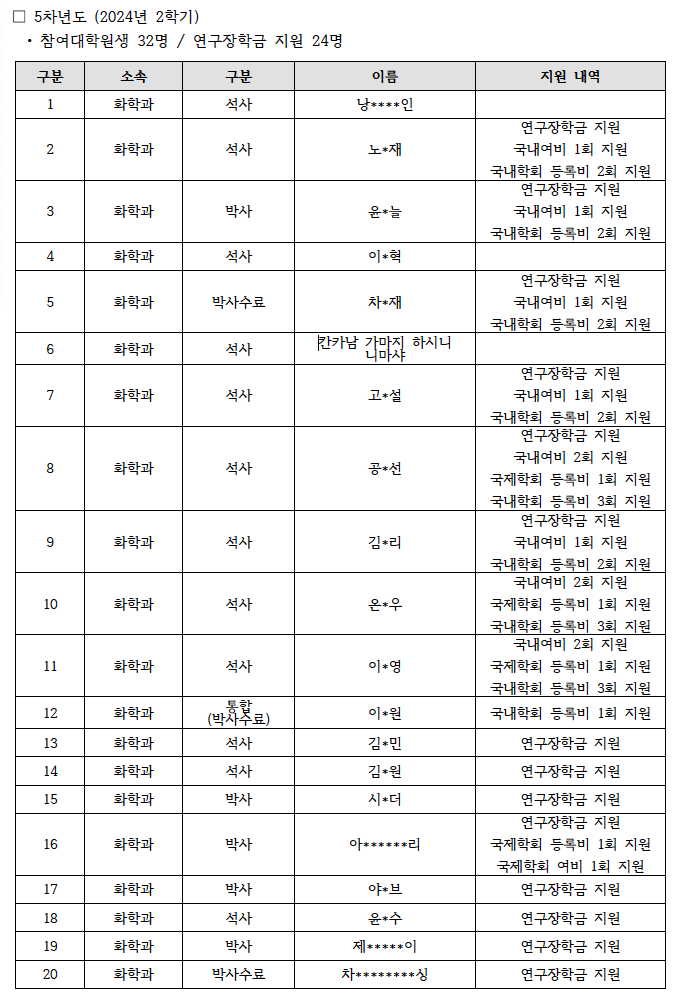 □ 5차년도 (2024년 2학기)
・ 참여대학원생 32명 / 연구장학금 지원 24명
구분 소속 구분 이름 지원 내역
1 화학과 석사 낭****인
2 화학과 석사 노*재 연구장학금 지원
국내여비 1회 지원
국내학회 등록비 2회 지원
3 화학과 박사 윤*늘 연구장학금 지원
국내여비 1회 지원
국내학회 등록비 2회 지원
4 화학과 석사 이*혁
5 화학과 박사수료 차*재 연구장학금 지원
국내여비 1회 지원
국내학회 등록비 2회 지원
6 화학과 석사 칸카남 가마지 하시니
니마샤
7 화학과 석사 고*설 연구장학금 지원
국내여비 1회 지원
국내학회 등록비 2회 지원
8 화학과 석사 공*선 연구장학금 지원
국내여비 2회 지원
국제학회 등록비 1회 지원
국내학회 등록비 3회 지원
9 화학과 석사 김*리 연구장학금 지원
국내여비 1회 지원
국내학회 등록비 2회 지원
10 화학과 석사 온*우 국내여비 2회 지원
국제학회 등록비 1회 지원
국내학회 등록비 3회 지원
11 화학과 석사 이*영 국내여비 2회 지원
국제학회 등록비 1회 지원
국내학회 등록비 3회 지원
12 화학과 통합
(박사수료) 이*원 국내학회 등록비 1회 지원
13 화학과 석사 김*민 연구장학금 지원
14 화학과 석사 김*원 연구장학금 지원
15 화학과 박사 시*더 연구장학금 지원
16 화학과 박사 아******리 연구장학금 지원
국제학회 등록비 1회 지원
국제학회 여비 1회 지원
17 화학과 박사 야*브 연구장학금 지원
18 화학과 석사 윤*수 연구장학금 지원
19 화학과 박사 제*****이 연구장학금 지원
20 화학과 박사수료 차********싱 연구장학금 지원